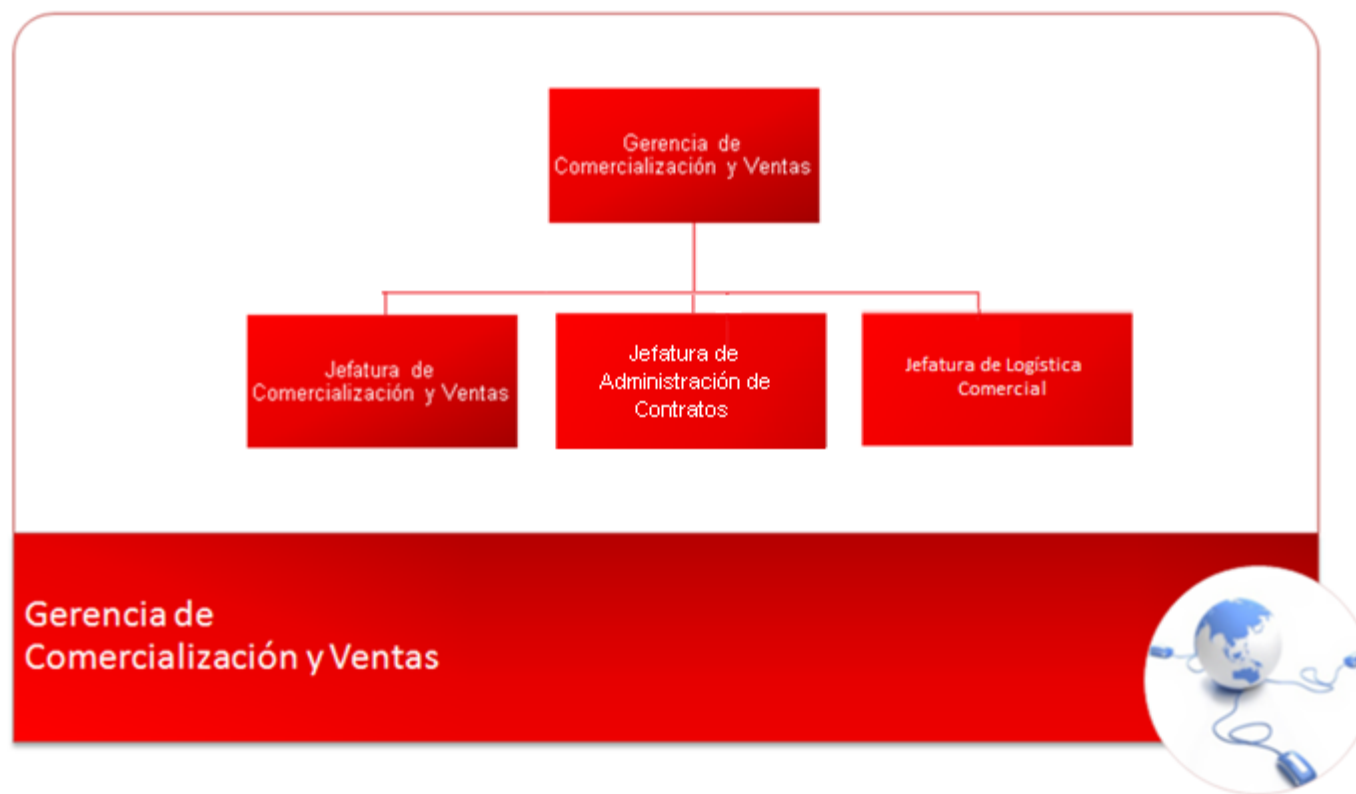 Gerencia de
Comercialización y Ventas
Jefatura de
Comercialización y Ventas
Jefatura de
Administración de
Contratos
Jefatura de Logística
Comercial
Gerencia de
Comercialización y Ventas